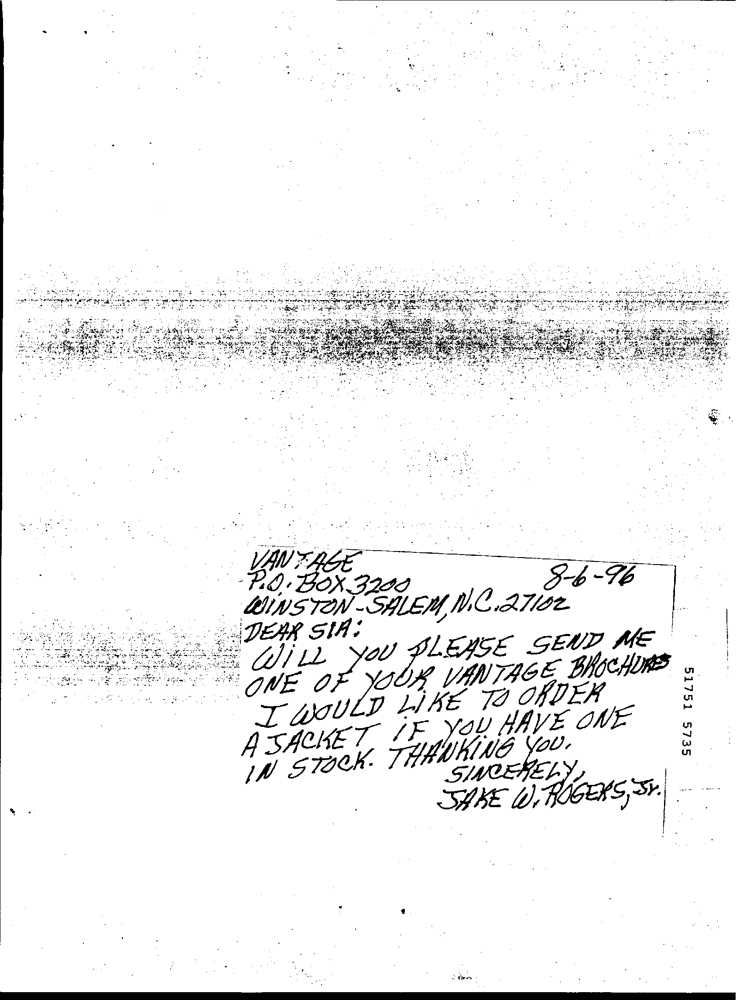 VANTAGE
P.O. BOX 3200
8-6-96
WINSTON-SALEM, N.C. 27102
DEAR SIR:
WILL YOU PLEASE SEND ME
ONE OF YOUR VANTAGE BROCHURES
I WOULD LIKE TO ORDER
A JACKET IF YOU HAVE ONE
IN STOCK. THANKING YOU.
SINCERELY,
JAKE W. ROGERS, Jr.
51751 5735